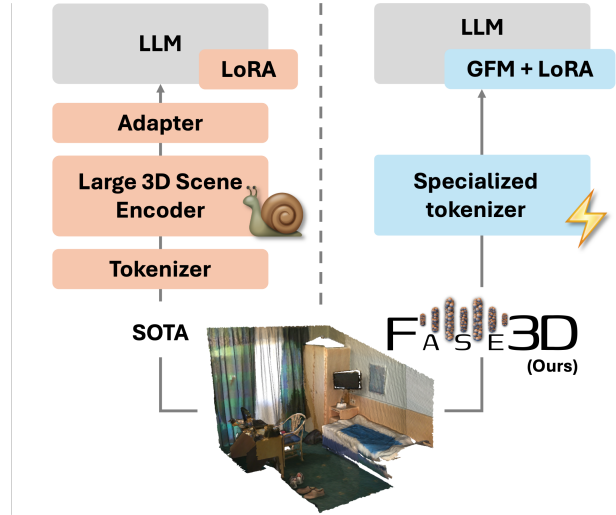 LLM
LoRA
Adapter
Large 3D Scene
Encoder
Tokenizer
SOTA
LLM
GFM + LoRA
Specialized
tokenizer
FASE3D
(Ours)